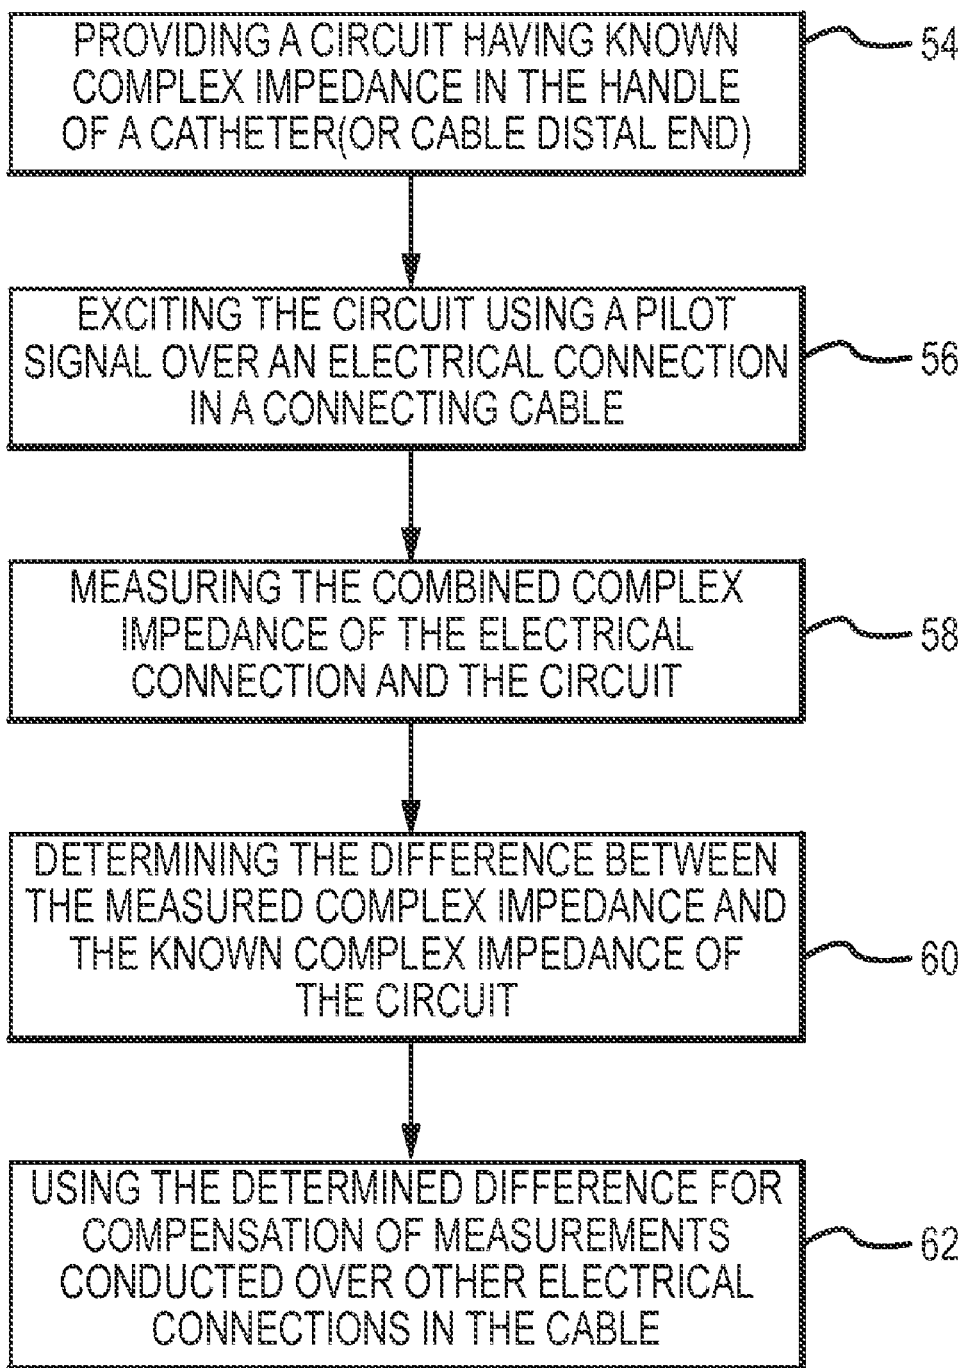 PROVIDING A CIRCUIT HAVING KNOWN
COMPLEX IMPEDANCE IN THE HANDLE
OF A CATHETER(OR CABLE DISTAL END)
54
EXCITING THE CIRCUIT USING A PILOT
SIGNAL OVER AN ELECTRICAL CONNECTION
IN A CONNECTING CABLE
56
MEASURING THE COMBINED COMPLEX
IMPEDANCE OF THE ELECTRICAL
CONNECTION AND THE CIRCUIT
58
DETERMINING THE DIFFERENCE BETWEEN
THE MEASURED COMPLEX IMPEDANCE AND
THE KNOWN COMPLEX IMPEDANCE OF
THE CIRCUIT
60
USING THE DETERMINED DIFFERENCE FOR
COMPENSATION OF MEASUREMENTS
CONDUCTED OVER OTHER ELECTRICAL
CONNECTIONS IN THE CABLE
62